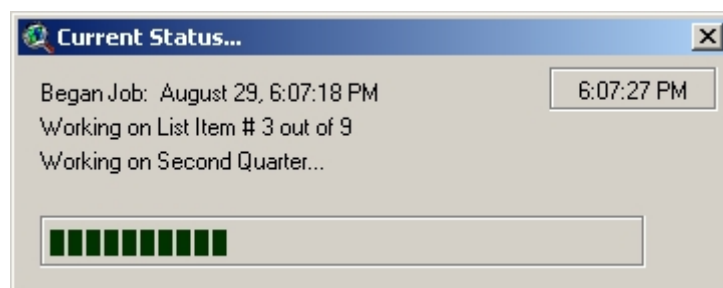 Current Status...
Began Job: August 29, 6:07:18 PM
6:07:27 PM
Working on List Item # 3 out of 9
Working on Second Quarter...